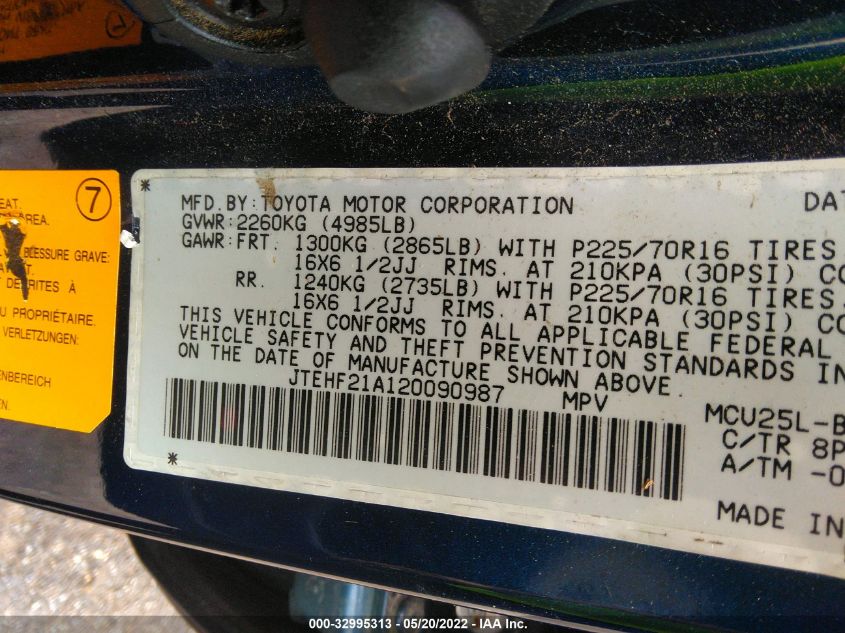 7
EAT.
AREA.
BLESSURE GRAVE:
DESRITES À
U PROPRIÉTAIRE.
VERLETZUNGEN:
ENBEREICH
EN.
*
MFD.BY:TOYOTA MOTOR CORPORATION DAT
GVWR:2260KG (4985LB)
GAWR:FRT. 1300KG (2865LB) WITH P225/70R16 TIRES
16X6 1/2JJ RIMS. AT 210KPA (30PSI) CO
RR. 1240KG (2735LB) WITH P225/70R16 TIRES.
16X6 1/2JJ RIMS. AT 210KPA (30PSI) CO
THIS VEHICLE CONFORMS TO ALL APPLICABLE FEDERAL
VEHICLE SAFETY AND THEFT PREVENTION STANDARDS IN
ON THE DATE OF MANUFACTURE SHOWN ABOVE.
JTEHF21A120090987 MPV
MCU25L-B
C/TR 8P
A/TM -0
*
MADE IN
000-32995313 - 05/20/2022 - IAA Inc.